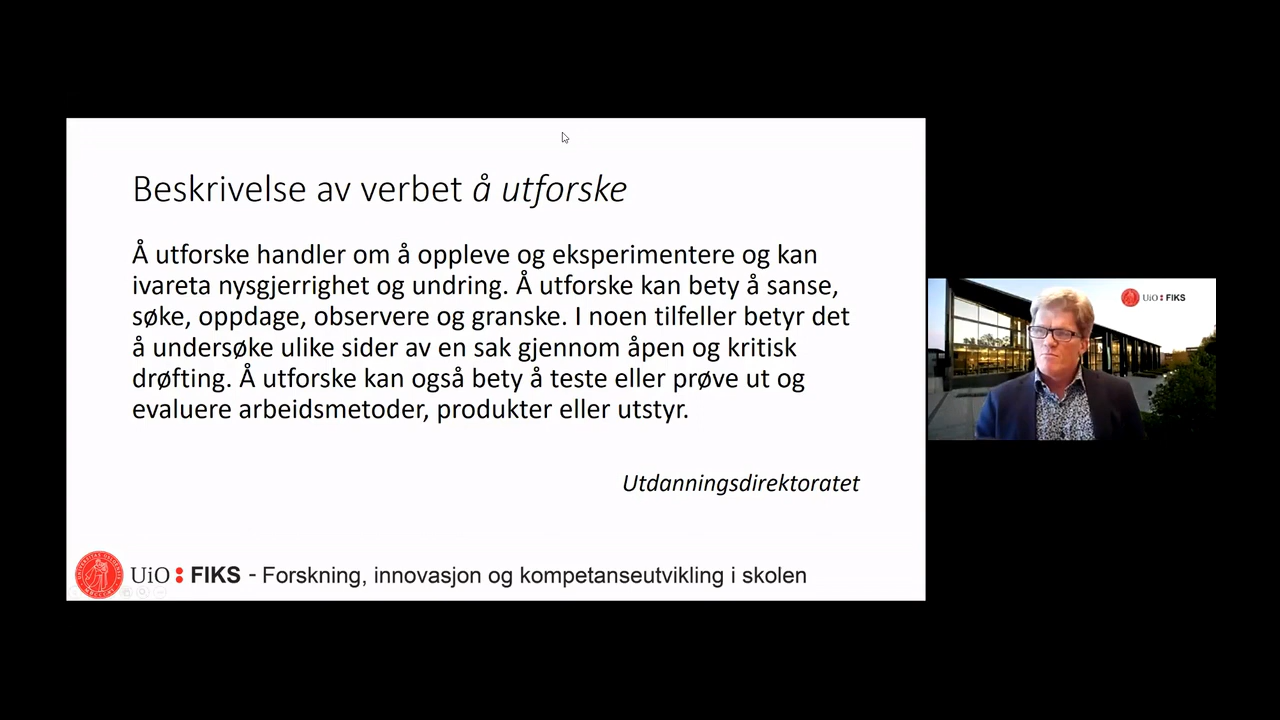 Beskrivelse av verbet å utforske
Å utforske handler om å oppleve og eksperimentere og kan
ivareta nysgjerrighet og undring. Å utforske kan bety å sanse,
søke, oppdage, observere og granske. I noen tilfeller betyr det
å undersøke ulike sider av en sak gjennom åpen og kritisk
drøfting. Å utforske kan også bety å teste eller prøve ut og
evaluere arbeidsmetoder, produkter eller utstyr.
Utdanningsdirektoratet
UiO : FIKS - Forskning, innovasjon og kompetanseutvikling i skolen
UiO : FIKS